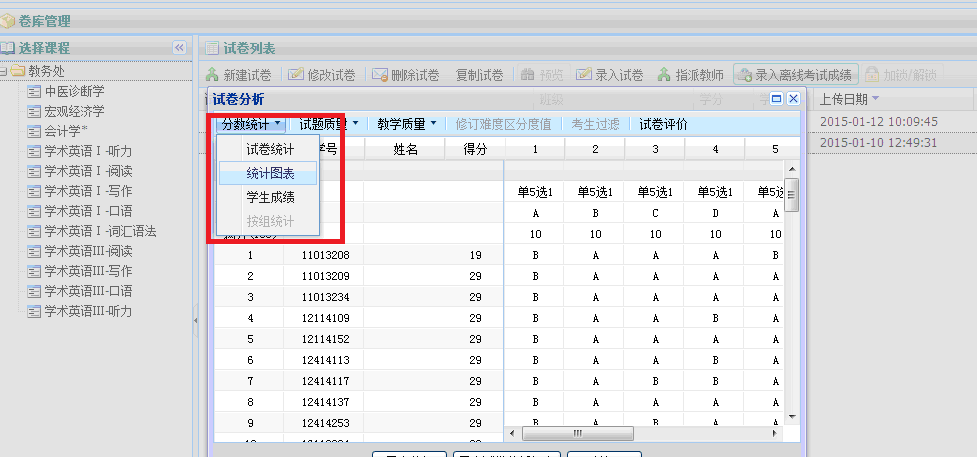 卷库管理
选择课程
教务处
中医诊断学
宏观经济学
会计学*
学术英语Ⅰ-听力
学术英语Ⅰ-阅读
学术英语Ⅰ-写作
学术英语Ⅰ-口语
学术英语Ⅰ-词汇语法
学术英语III-阅读
学术英语III-写作
学术英语III-口语
学术英语III-听力
试卷列表
新建试卷 修改试卷 删除试卷 复制试卷 预览 录入试卷 指派教师 录入离线考试成绩 加锁/解锁
班级 学分 上传日期
2015-01-12 10:09:45
2015-01-10 12:49:31
试卷分析
分数统计 试题质量 教学质量 修订难度区分度值 考生过滤 试卷评价
试卷统计
统计图表
学生成绩
按组统计
学号 姓名 得分 1 2 3 4 5
单5选1 单5选1 单5选1 单5选1 单5选
A B C D A
10 10 10 10 10
1 11013208 19 B A A A B
2 11013209 29 B A A A A
3 11013234 29 B A A A A
4 12114109 29 B A A B A
5 12114152 29 B A A A A
6 12414113 29 B A A B A
7 12414117 29 B A B B A
8 12414137 29 B A A A A
9 12414253 29 B A A B A